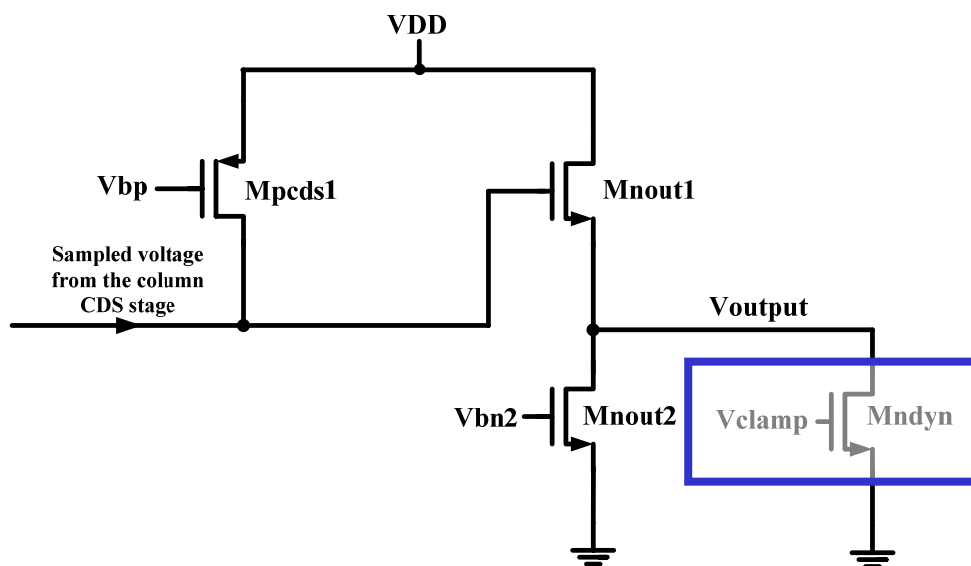 VDD
Vbp
Mpcds1
Mnout1
Sampled voltage
from the column
CDS stage
Voutput
Vbn2
Mnout2
Vclamp
Mndyn